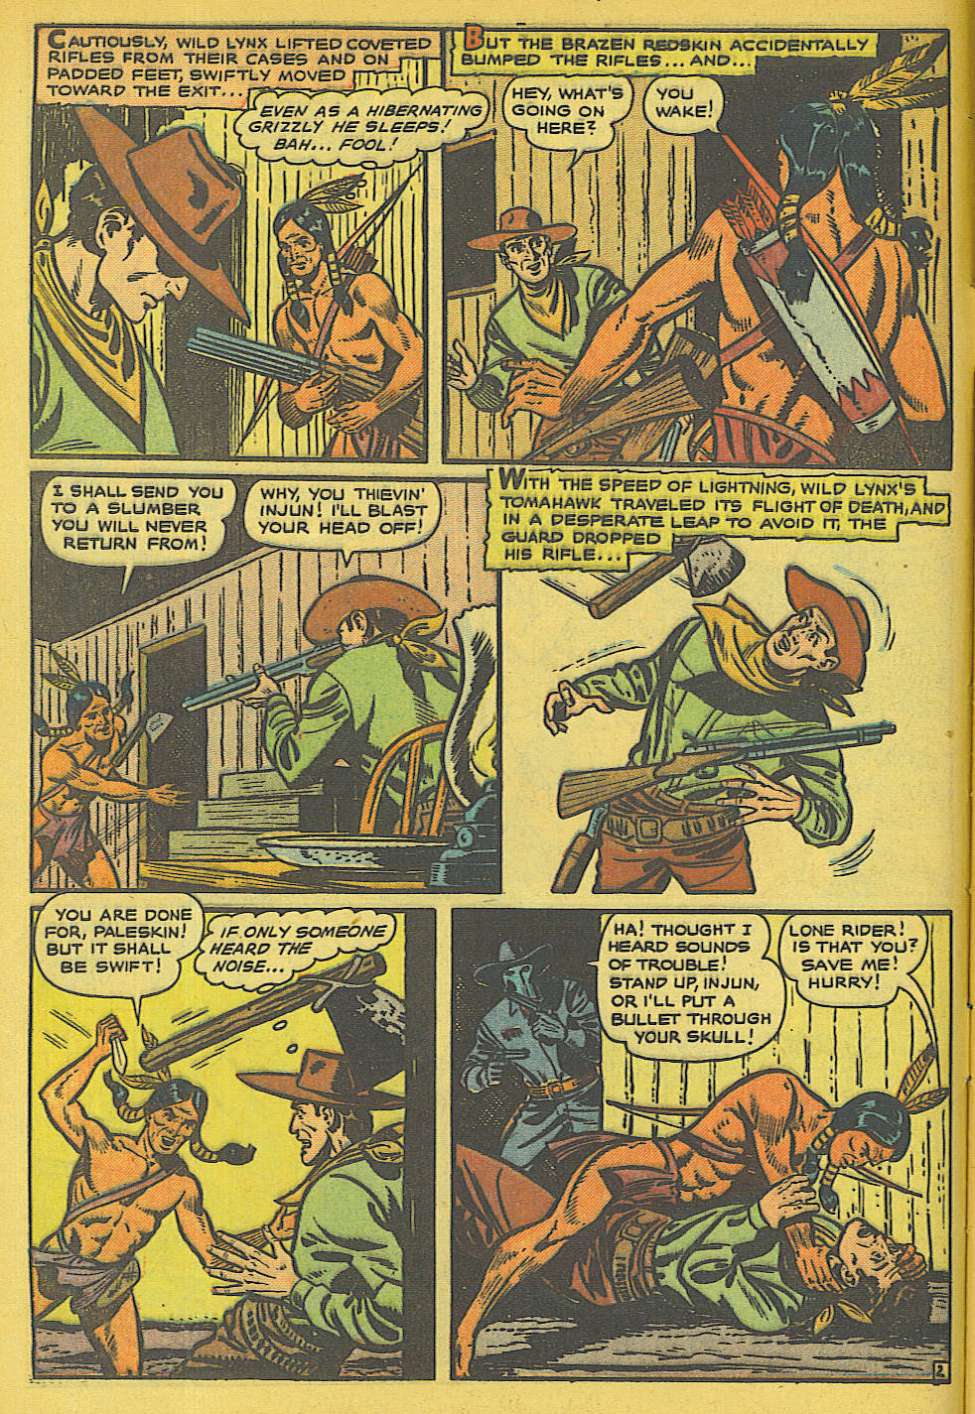 CAUTIOUSLY, WILD LYNX LIFTED COVETED
RIFLES FROM THEIR CASES AND ON
PADDED FEET, SWIFTLY MOVED
TOWARD THE EXIT...
EVEN AS A HIBERNATING
GRIZZLY HE SLEEPS!
BAH... FOOL!
BUT THE BRAZEN REDSKIN ACCIDENTALLY
BUMPED THE RIFLES... AND...
HEY, WHAT'S
GOING ON
HERE?
YOU
WAKE!
I SHALL SEND YOU
TO A SLUMBER
YOU WILL NEVER
RETURN FROM!
WHY, YOU THIEVIN'
INJUN! I'LL BLAST
YOUR HEAD OFF!
WITH THE SPEED OF LIGHTNING, WILD LYNX'S
TOMAHAWK TRAVELED ITS FLIGHT OF DEATH, AND
IN A DESPERATE LEAP TO AVOID IT, THE
GUARD DROPPED
HIS RIFLE...
YOU ARE DONE
FOR, PALESKIN!
BUT IT SHALL
BE SWIFT!
IF ONLY SOMEONE
HEARD THE
NOISE...
HA! THOUGHT I
HEARD SOUNDS
OF TROUBLE!
STAND UP, INJUN,
OR I'LL PUT A
BULLET THROUGH
YOUR SKULL!
LONE RIDER!
IS THAT YOU?
SAVE ME!
HURRY!
2